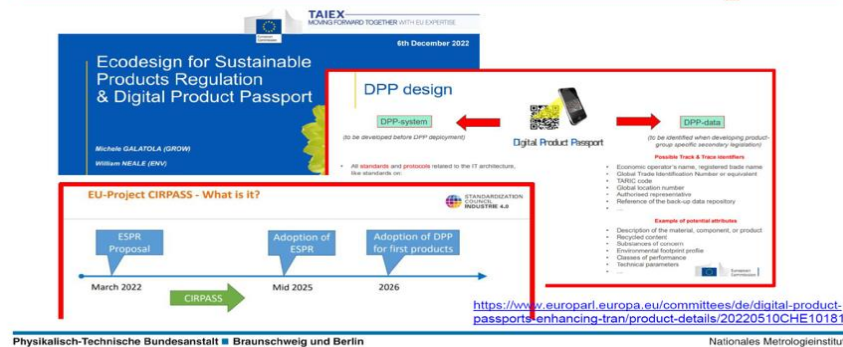 TAIEX
MOVING FORWARD TOGETHER WITH EU EXPERTISE
European
Commission
6th December 2022
Ecodesign for Sustainable
Products Regulation
& Digital Product Passport
Michele GALATOLA (GROW)
William NEALE (ENV)
DPP design
DPP-system
(to be developed before DPP deployment)
All standards and protocols related to the IT architecture,
like standards on:
Digital Product Passport
DPP-data
(to be identified when developing product-
group specific secondary legislation)
Possible Track & Trace Identifiers
Economic operator's name, registered trade name
Global Trade Identification Number or equivalent
TARIC code
Global location number
Authorised representative
Reference of the back-up data repository
...
Example of potential attributes
Description of the material, component, or product
Recycled content
Substances of concern
Environmental footprint profile
Classes of performance
Technical parameters
...
European
Commission
EU-Project CIRPASS - What is it?
STANDARDIZATION
COUNCIL
INDUSTRIE 4.0
ESPR
Proposal
Adoption of
ESPR
Adoption of DPP
for first products
March 2022
Mid 2025
2026
CIRPASS
https://www.europarl.europa.eu/committees/de/digital-product-
passports-enhancing-tran/product-details/20220510CHE10181
Physikalisch-Technische Bundesanstalt ■ Braunschweig und Berlin
Nationales Metrologieinstitut